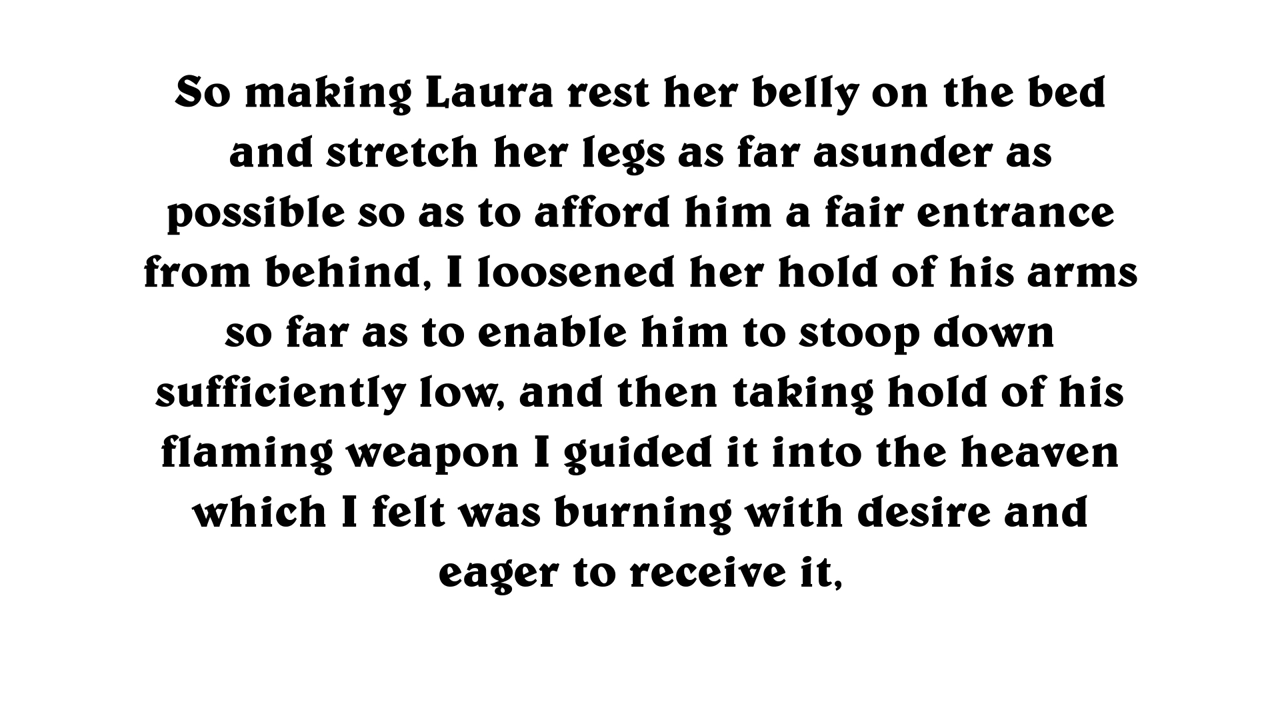 So making Laura rest her belly on the bed
and stretch her legs as far asunder as
possible so as to afford him a fair entrance
from behind, I loosened her hold of his arms
so far as to enable him to stoop down
sufficiently low, and then taking hold of his
flaming weapon I guided it into the heaven
which I felt was burning with desire and
eager to receive it,